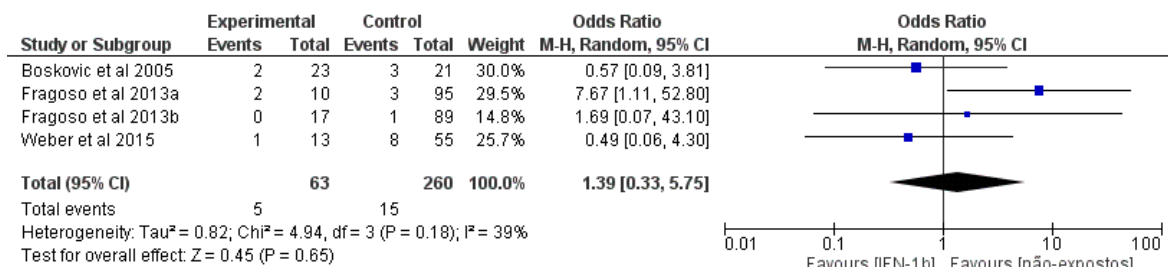 Experimental Control Odds Ratio Odds Ratio
Study or Subgroup Events Total Events Total Weight M-H, Random, 95% CI M-H, Random, 95% CI
Boskovic et al 2005 2 23 3 21 30.0% 0.57 [0.09, 3.81]
Fragoso et al 2013a 2 10 3 95 29.5% 7.67 [1.11, 52.80]
Fragoso et al 2013b 0 17 1 89 14.8% 1.69 [0.07, 43.10]
Weber et al 2015 1 13 8 55 25.7% 0.49 [0.06, 4.30]
Total (95% CI) 63 260 100.0% 1.39 [0.33, 5.75]
Total events 5 15
Heterogeneity: Tau² = 0.82; Chi² = 4.94, df = 3 (P = 0.18); I² = 39%
Test for overall effect: Z = 0.45 (P = 0.65)
0.01 0.1 1 10 100
Favours [IFN-1b] Favours [não-expostos]